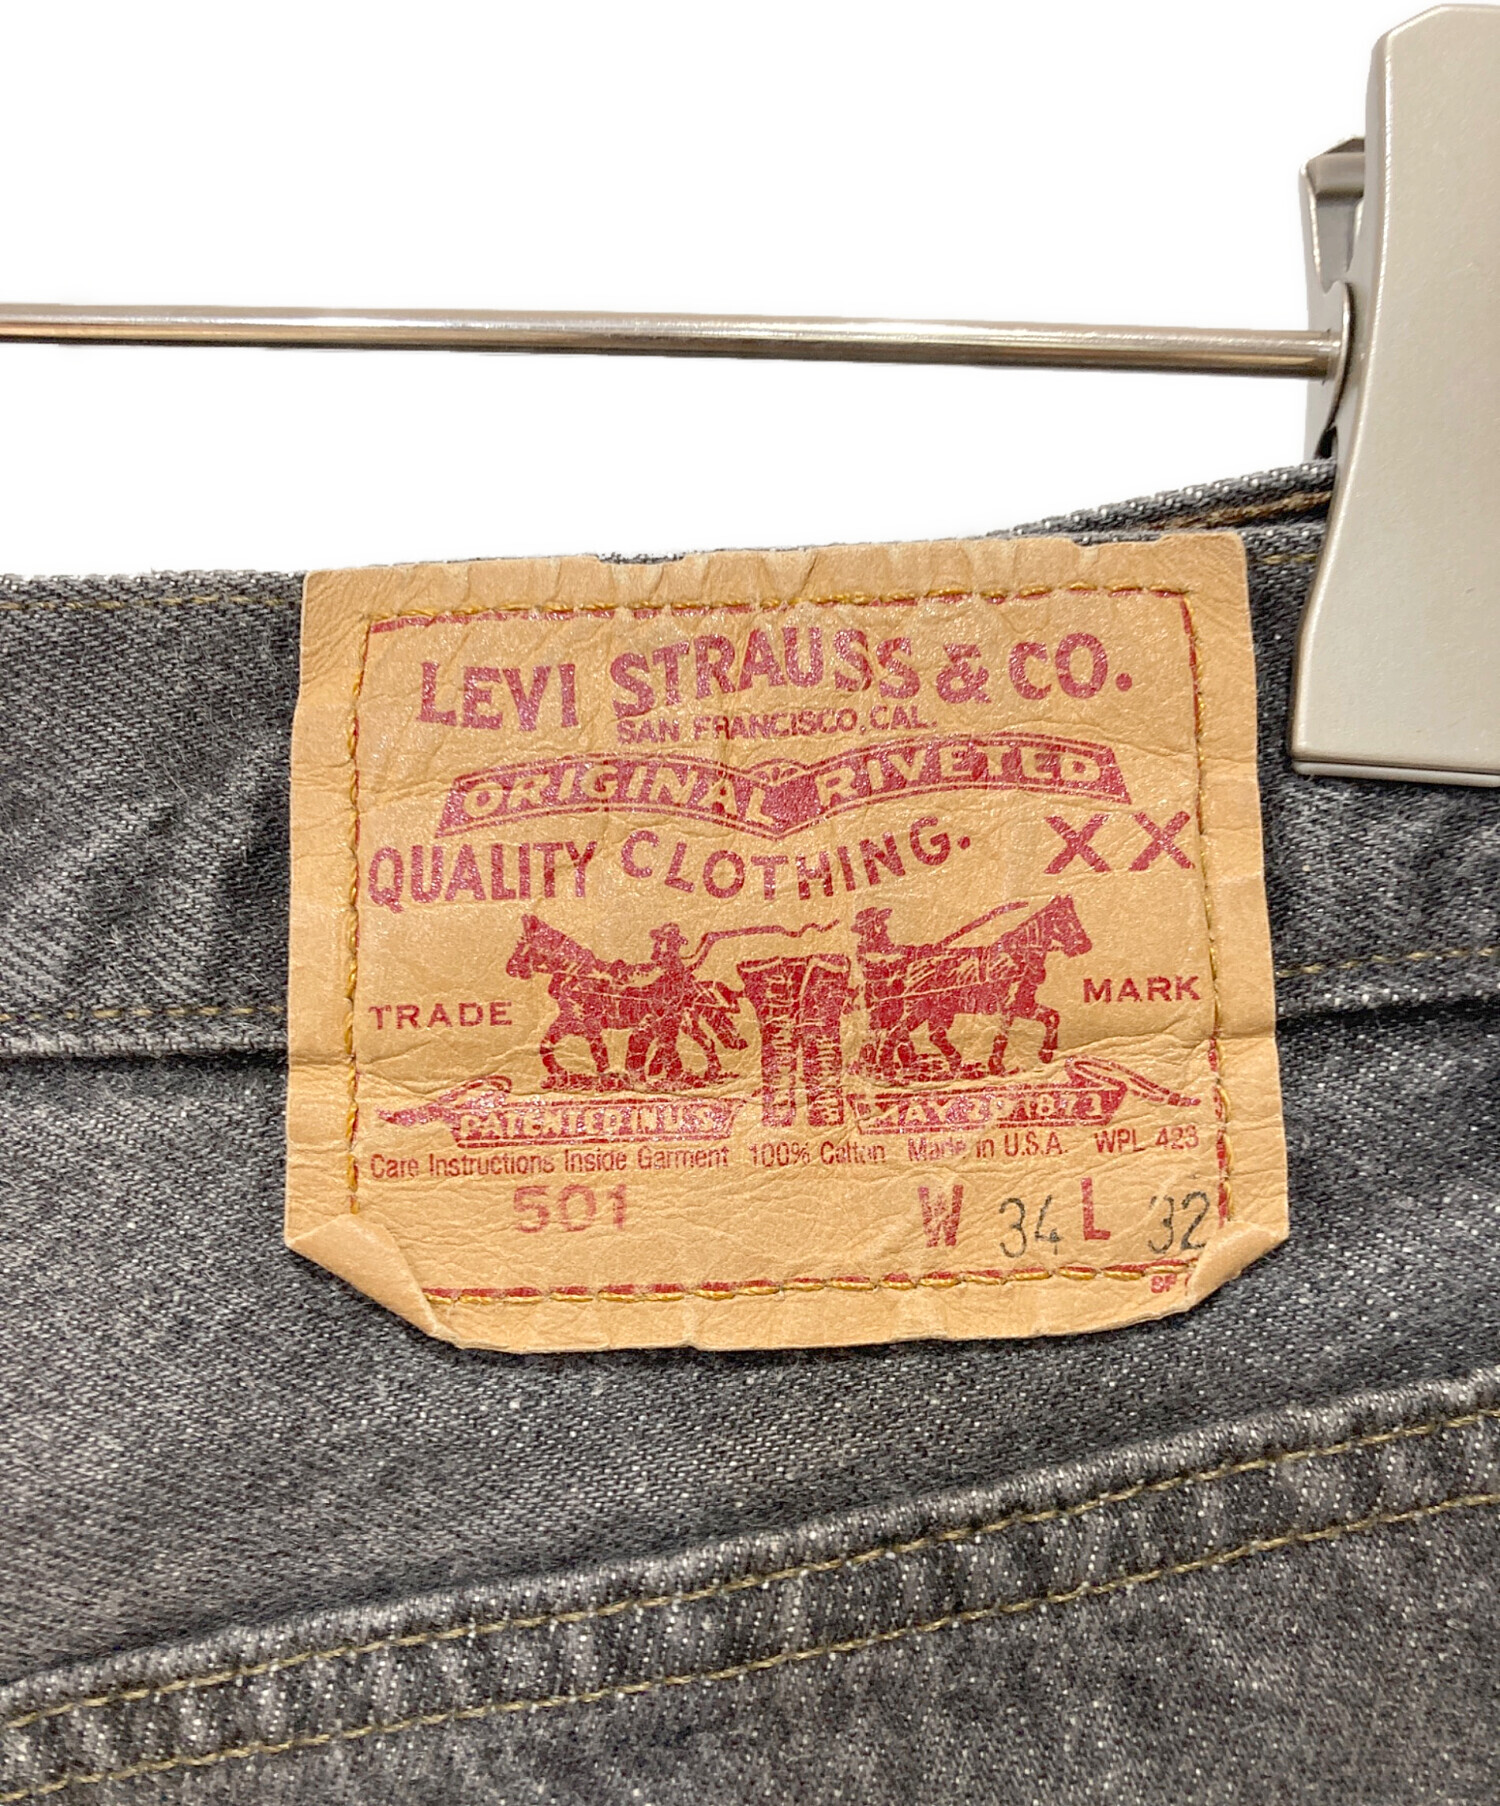 LEVI STRAUSS & CO.
SAN FRANCISCO, CAL.
ORIGINAL RIVETED
QUALITY CLOTHING. XX
TRADE MARK
PATENTED IN U.S. MAY 20 1873
Care Instructions Inside Garment 100% Cotton Made in U.S.A. WPL 423
501 W 34 L 32